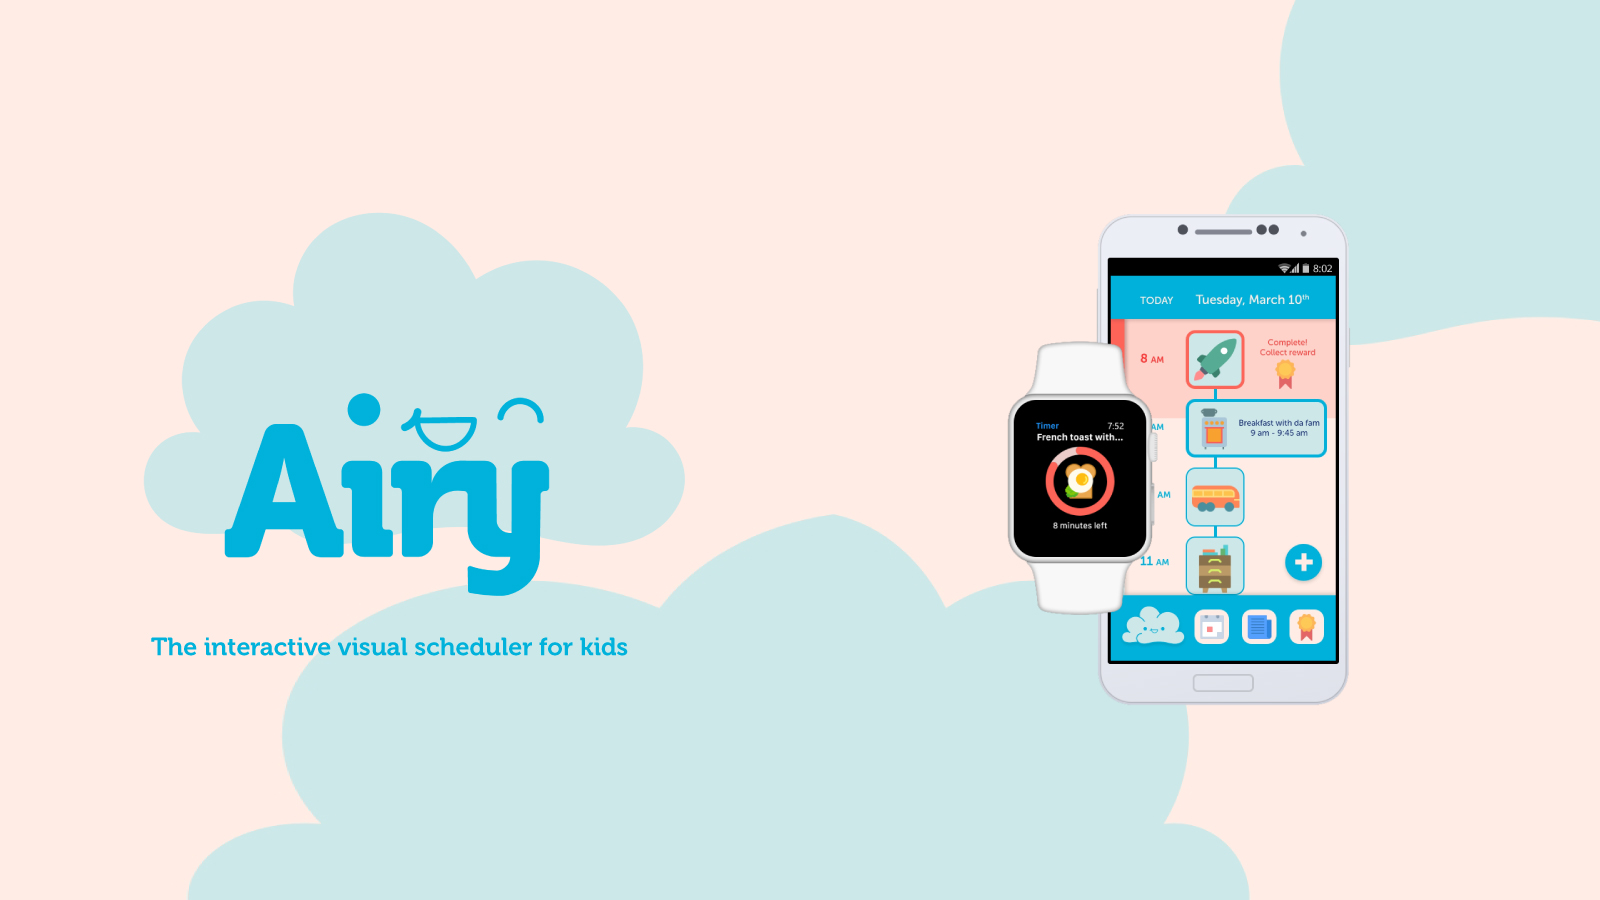 Airy
The interactive visual scheduler for kids
Timer 7:52
French toast with...
8 minutes left
8:02
TODAY Tuesday, March 10th
8 AM
Complete!
Collect reward
AM
Breakfast with da fam
9 am - 9:45 am
AM
11 AM